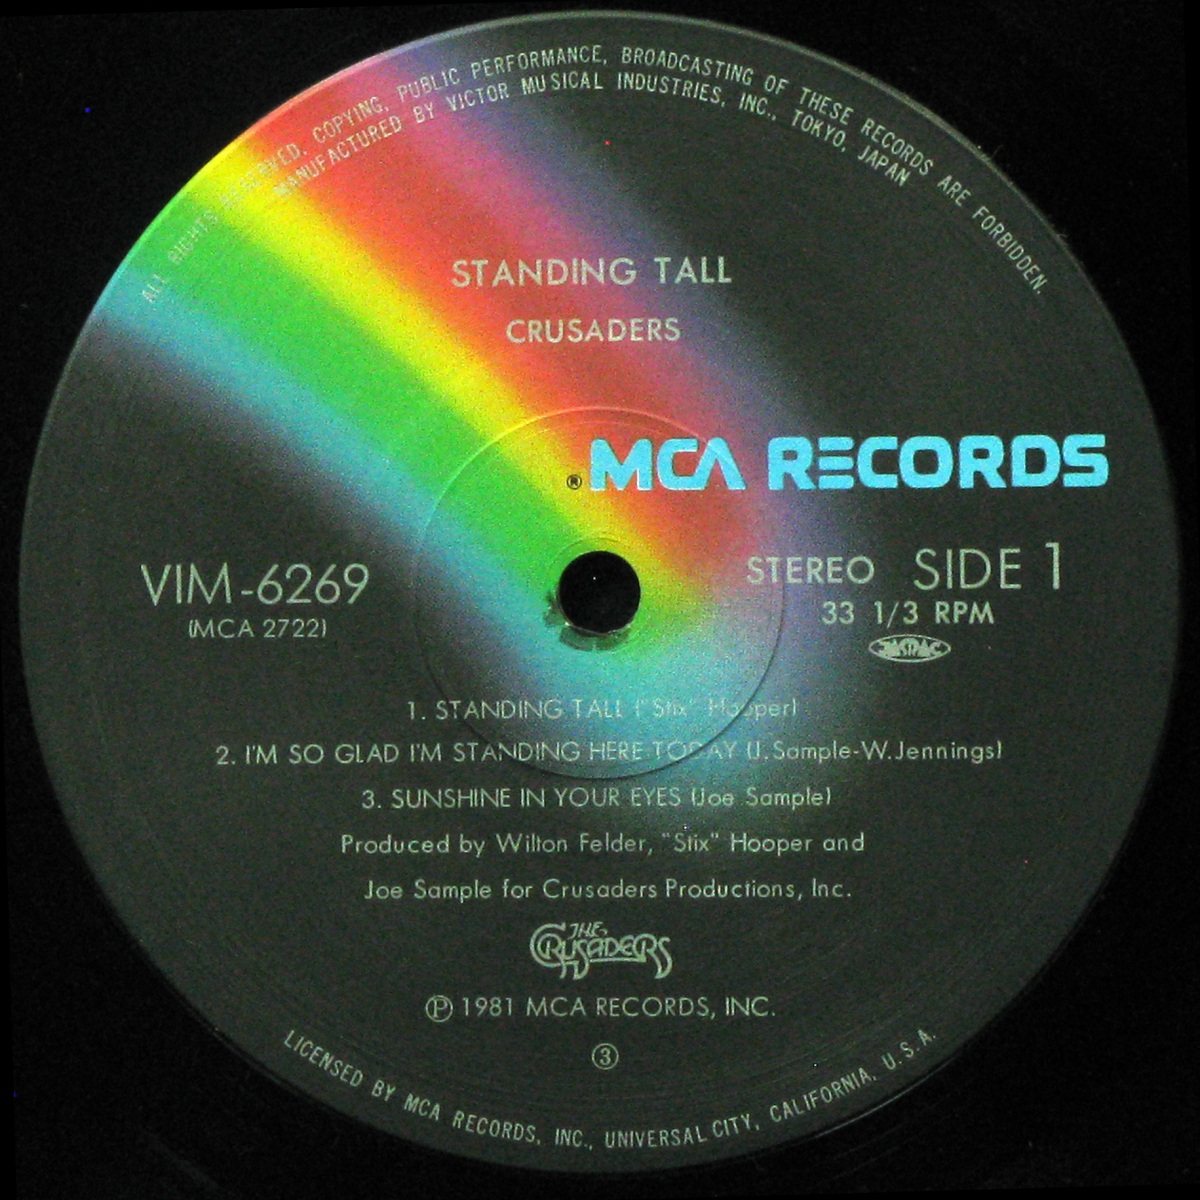 ALL RIGHTS RESERVED. COPYING, PUBLIC PERFORMANCE, BROADCASTING OF THESE RECORDS ARE FORBIDDEN.
MANUFACTURED BY VICTOR MUSICAL INDUSTRIES, INC., TOKYO, JAPAN
STANDING TALL
CRUSADERS
® MCA RECORDS
VIM-6269
(MCA 2722)
STEREO SIDE 1
33 1/3 RPM
JASRAC
1. STANDING TALL ("Stix" Hooper)
2. I'M SO GLAD I'M STANDING HERE TODAY (J.Sample-W.Jennings)
3. SUNSHINE IN YOUR EYES (Joe Sample)
Produced by Wilton Felder, "Stix" Hooper and
Joe Sample for Crusaders Productions, Inc.
THE CRUSADERS
Ⓟ 1981 MCA RECORDS, INC.
③
LICENSED BY MCA RECORDS, INC., UNIVERSAL CITY, CALIFORNIA, U.S.A.